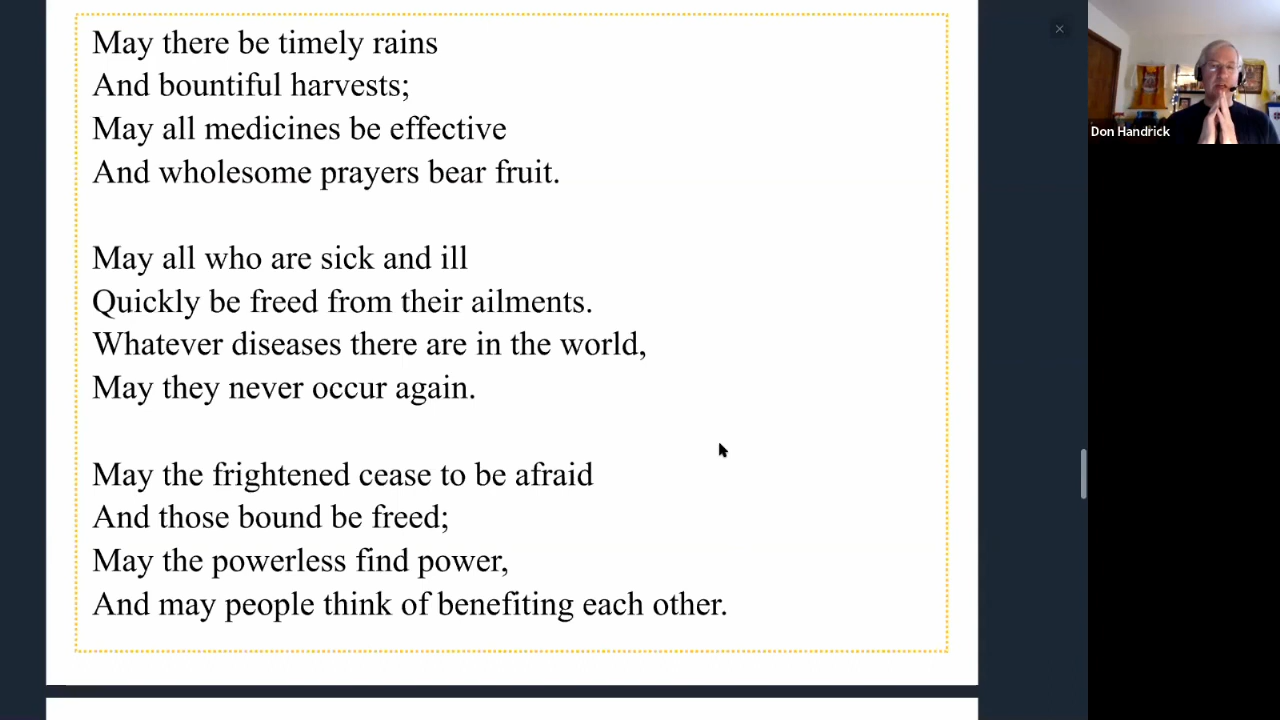 May there be timely rains
And bountiful harvests;
May all medicines be effective
And wholesome prayers bear fruit.
May all who are sick and ill
Quickly be freed from their ailments.
Whatever diseases there are in the world,
May they never occur again.
May the frightened cease to be afraid
And those bound be freed;
May the powerless find power,
And may people think of benefiting each other.
Don Handrick